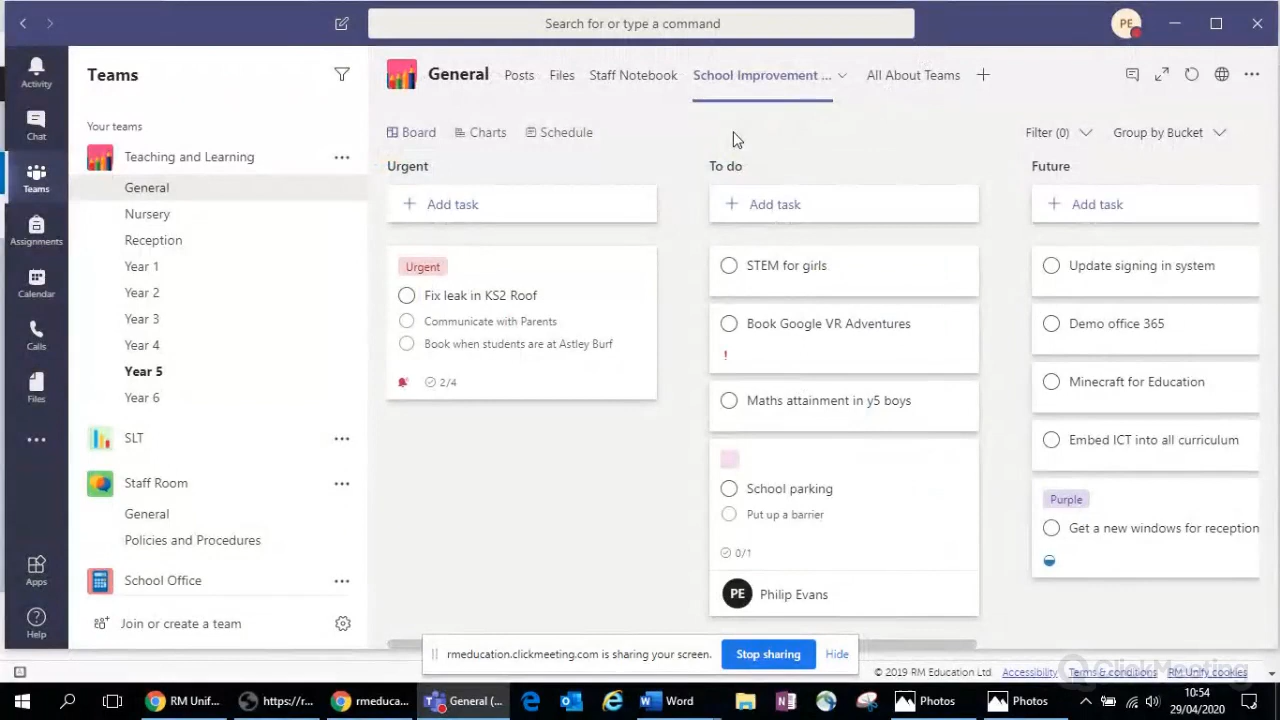 Search for or type a command
PE
Activity
Chat
Teams
Assignments
Calendar
Calls
Files
Apps
Help
Teams
Your teams
Teaching and Learning
General
Nursery
Reception
Year 1
Year 2
Year 3
Year 4
Year 5
Year 6
SLT
Staff Room
General
Policies and Procedures
School Office
Join or create a team
General Posts Files Staff Notebook School Improvement ... All About Teams
Board Charts Schedule Filter (0) Group by Bucket
Urgent
Add task
Urgent
Fix leak in KS2 Roof
Communicate with Parents
Book when students are at Astley Burf
2/4
To do
Add task
STEM for girls
Book Google VR Adventures
!
Maths attainment in y5 boys
School parking
Put up a barrier
0/1
PE Philip Evans
Future
Add task
Update signing in system
Demo office 365
Minecraft for Education
Embed ICT into all curriculum
Purple
Get a new windows for reception
rmeducation.clickmeeting.com is sharing your screen. Stop sharing Hide
© 2019 RM Education Ltd. Accessibility Terms & conditions RM Unify cookies
ClickMeeting
RM Unif... https://r... rmeduca... General (... Word Photos Photos
10:54
29/04/2020